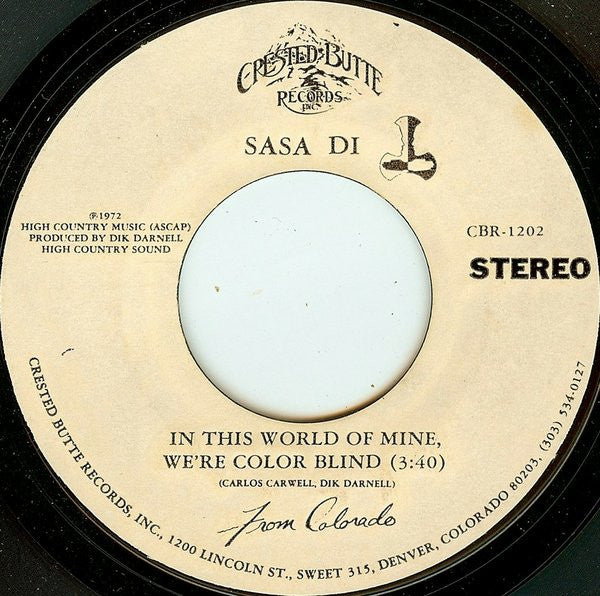 CRESTED BUTTE
RECORDS
INC.
SASA DI
℗ 1972
HIGH COUNTRY MUSIC (ASCAP)
PRODUCED BY DIK DARNELL
HIGH COUNTRY SOUND
CBR-1202
STEREO
IN THIS WORLD OF MINE,
WE'RE COLOR BLIND (3:40)
(CARLOS CARWELL, DIK DARNELL)
From Colorado
CRESTED BUTTE RECORDS, INC., 1200 LINCOLN ST., SWEET 315, DENVER, COLORADO 80203, (303) 534-0127